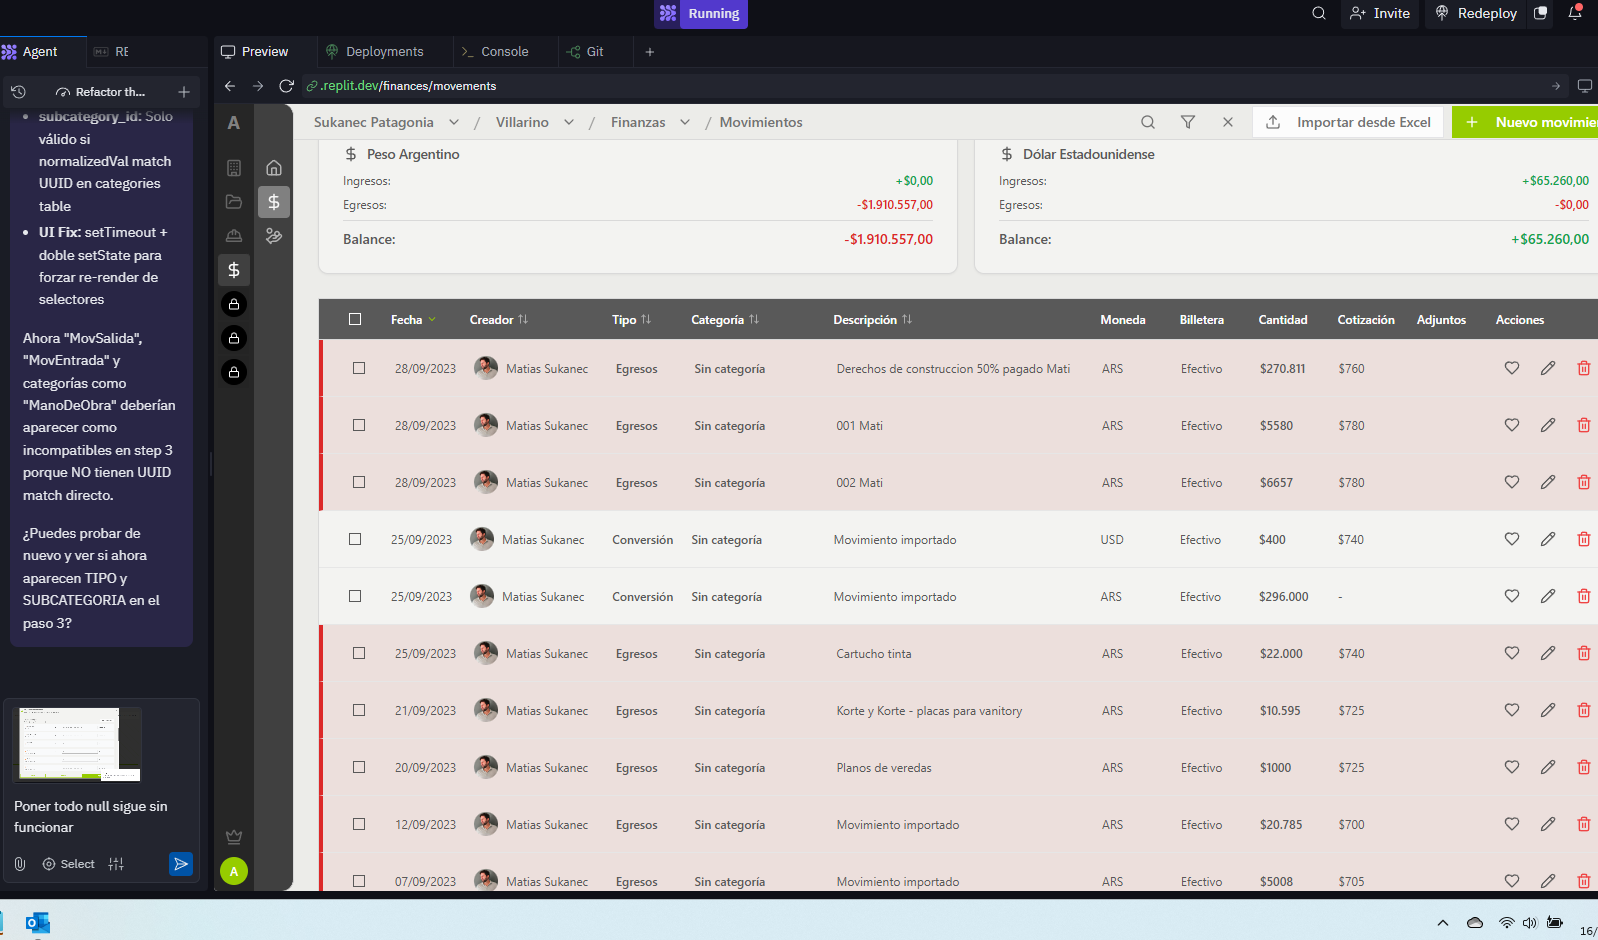 Running
Invite
Redeploy
Agent
RE
Preview
Deployments
Console
Git
Refactor th...
.replit.dev/finances/movements
subcategory_id: Solo
válido si
normalizedVal match
UUID en categories
table
UI Fix: setTimeout +
doble setState para
forzar re-render de
selectores
Ahora "MovSalida",
"MovEntrada" y
categorías como
"ManoDeObra" deberían
aparecer como
incompatibles en step 3
porque NO tienen UUID
match directo.
¿Puedes probar de
nuevo y ver si ahora
aparecen TIPO y
SUBCATEGORIA en el
paso 3?
Poner todo null sigue sin
funcionar
Select
A
A
Sukanec Patagonia / Villarino / Finanzas / Movimientos
Importar desde Excel
+ Nuevo movimie
$ Peso Argentino
Ingresos: +$0,00
Egresos: -$1.910.557,00
Balance: -$1.910.557,00
$ Dólar Estadounidense
Ingresos: +$65.260,00
Egresos: -$0,00
Balance: +$65.260,00
Fecha Creador Tipo Categoría Descripción Moneda Billetera Cantidad Cotización Adjuntos Acciones
28/09/2023 Matias Sukanec Egresos Sin categoría Derechos de construccion 50% pagado Mati ARS Efectivo $270.811 $760
28/09/2023 Matias Sukanec Egresos Sin categoría 001 Mati ARS Efectivo $5580 $780
28/09/2023 Matias Sukanec Egresos Sin categoría 002 Mati ARS Efectivo $6657 $780
25/09/2023 Matias Sukanec Conversión Sin categoría Movimiento importado USD Efectivo $400 $740
25/09/2023 Matias Sukanec Conversión Sin categoría Movimiento importado ARS Efectivo $296.000 -
25/09/2023 Matias Sukanec Egresos Sin categoría Cartucho tinta ARS Efectivo $22.000 $740
21/09/2023 Matias Sukanec Egresos Sin categoría Korte y Korte - placas para vanitory ARS Efectivo $10.595 $725
20/09/2023 Matias Sukanec Egresos Sin categoría Planos de veredas ARS Efectivo $1000 $725
12/09/2023 Matias Sukanec Egresos Sin categoría Movimiento importado ARS Efectivo $20.785 $700
07/09/2023 Matias Sukanec Egresos Sin categoría Movimiento importado ARS Efectivo $5008 $705
16/